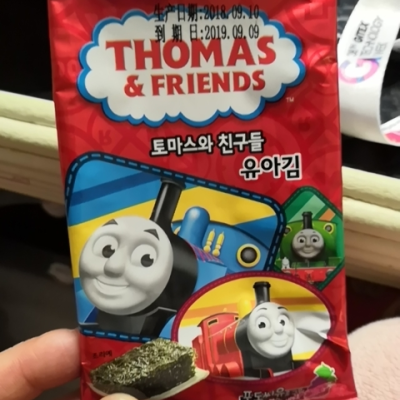 生产日期:2018.09.10
到 期 日:2019.09.09
THOMAS
& FRIENDS
TM
토마스와 친구들
유아김